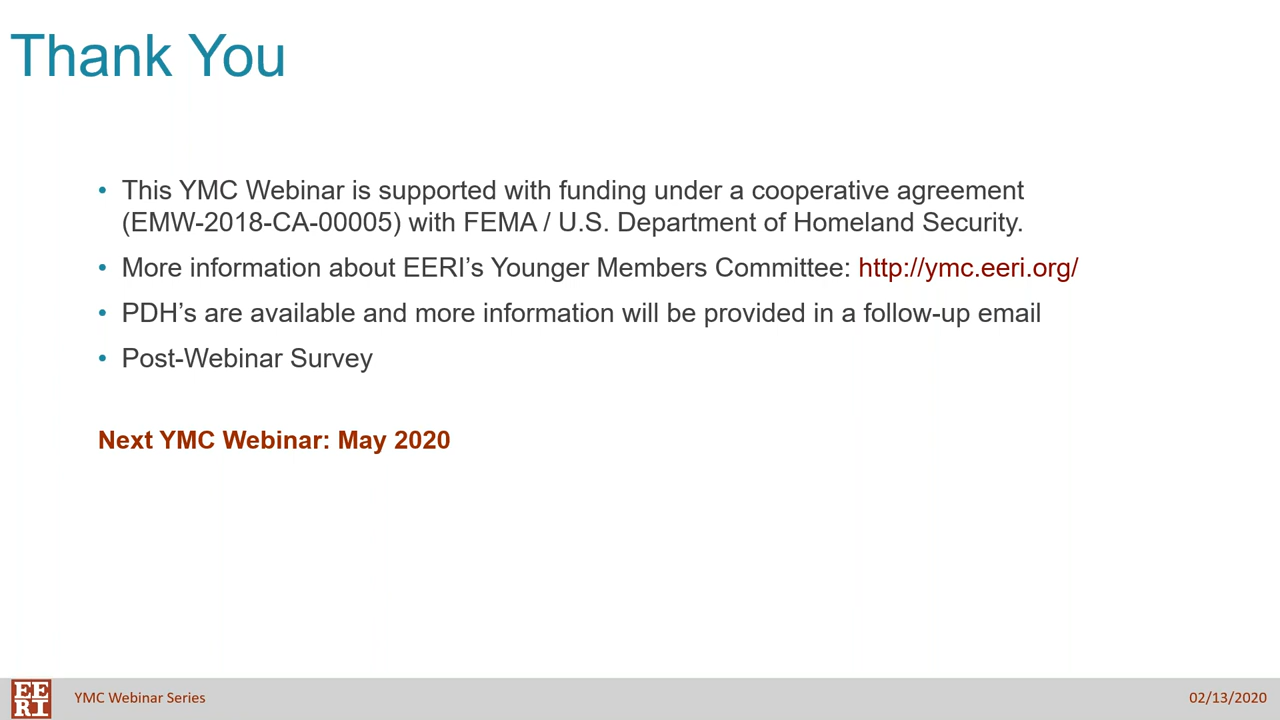 Thank You
• This YMC Webinar is supported with funding under a cooperative agreement
(EMW-2018-CA-00005) with FEMA / U.S. Department of Homeland Security.
• More information about EERI’s Younger Members Committee: http://ymc.eeri.org/
• PDH’s are available and more information will be provided in a follow-up email
• Post-Webinar Survey
Next YMC Webinar: May 2020
EE
RI
YMC Webinar Series
02/13/2020